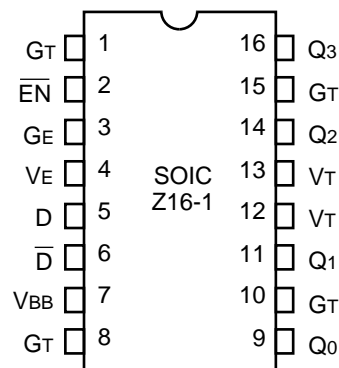 GT 1 16 Q3
EN 2 15 GT
GE 3 14 Q2
VE 4 SOIC 13 VT
D 5 Z16-1 12 VT
D 6 11 Q1
VBB 7 10 GT
GT 8 9 Q0